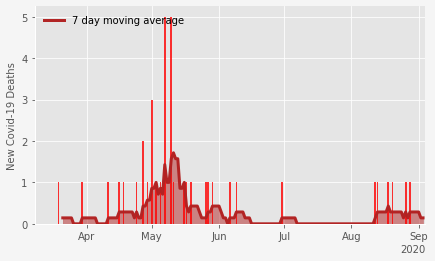 7 day moving average
New Covid-19 Deaths
5
4
3
2
1
0
Apr
May
Jun
Jul
Aug
Sep
2020